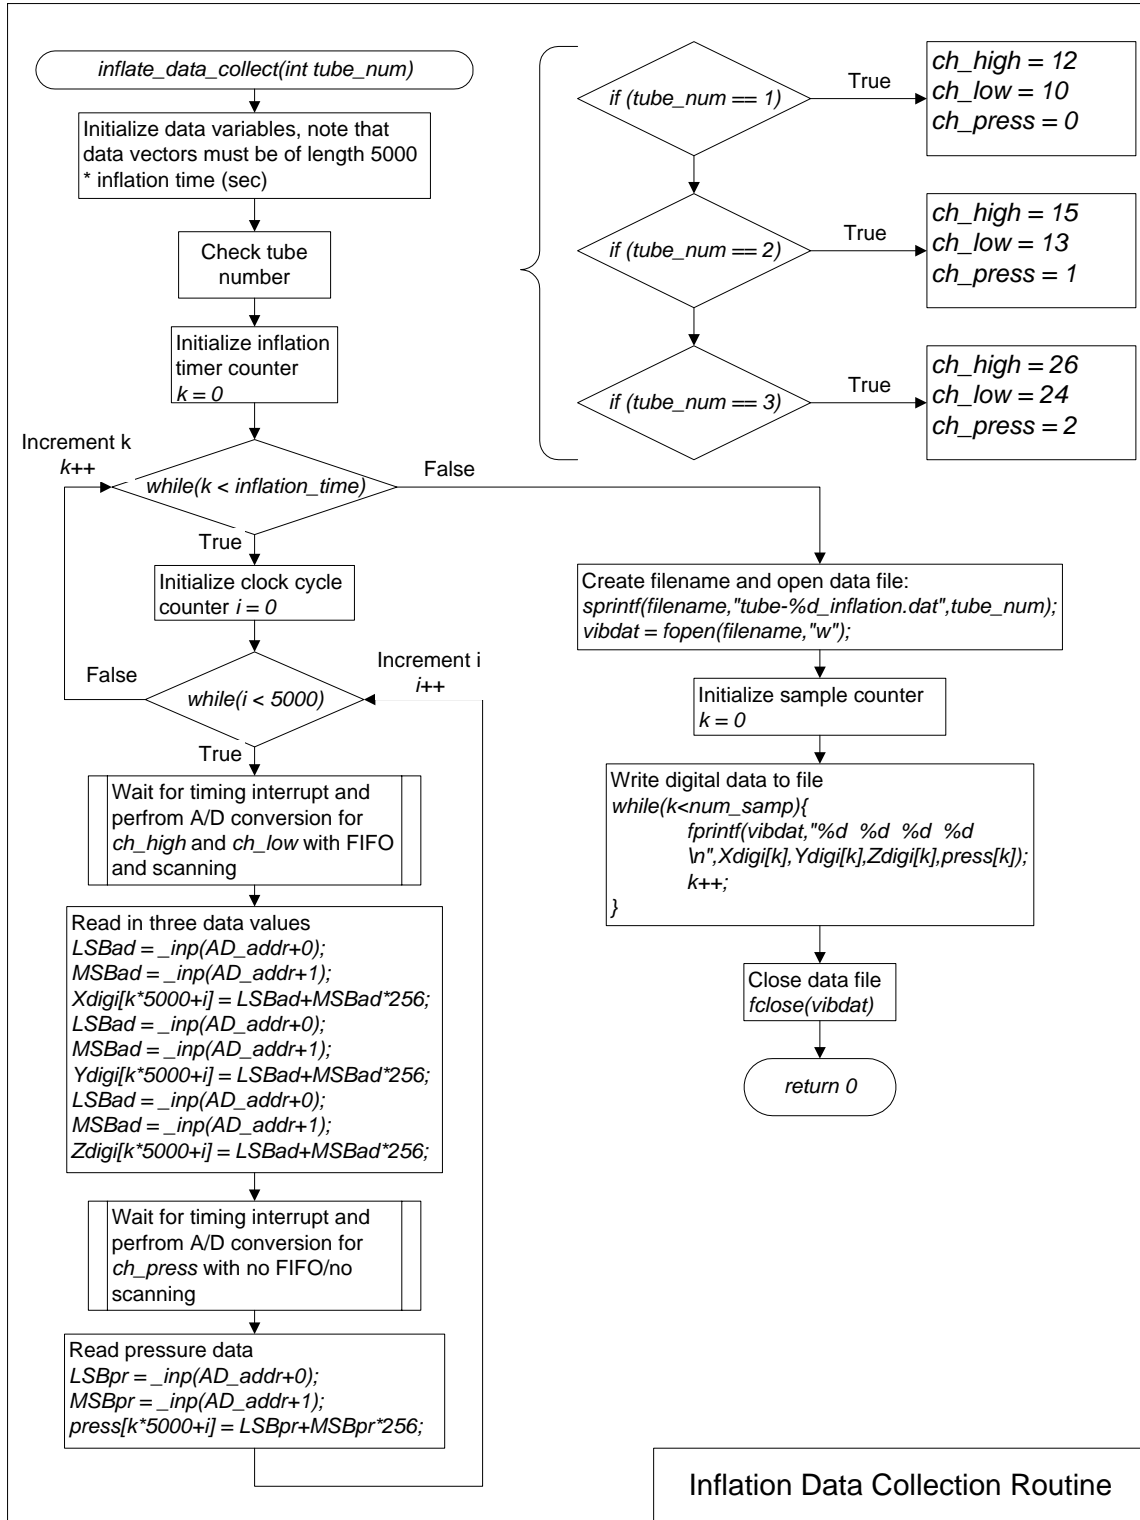 inflate_data_collect(int tube_num)
Initialize data variables, note that
data vectors must be of length 5000
* inflation time (sec)
Check tube
number
Initialize inflation
timer counter
k = 0
if (tube_num == 1)
True
ch_high = 12
ch_low = 10
ch_press = 0
if (tube_num == 2)
True
ch_high = 15
ch_low = 13
ch_press = 1
if (tube_num == 3)
True
ch_high = 26
ch_low = 24
ch_press = 2
Increment k
k++
while(k < inflation_time)
False
True
Initialize clock cycle
counter i = 0
False
while(i < 5000)
Increment i
i++
True
Wait for timing interrupt and
perfrom A/D conversion for
ch_high and ch_low with FIFO
and scanning
Read in three data values
LSBad = _inp(AD_addr+0);
MSBad = _inp(AD_addr+1);
Xdigi[k*5000+i] = LSBad+MSBad*256;
LSBad = _inp(AD_addr+0);
MSBad = _inp(AD_addr+1);
Ydigi[k*5000+i] = LSBad+MSBad*256;
LSBad = _inp(AD_addr+0);
MSBad = _inp(AD_addr+1);
Zdigi[k*5000+i] = LSBad+MSBad*256;
Wait for timing interrupt and
perfrom A/D conversion for
ch_press with no FIFO/no
scanning
Read pressure data
LSBpr = _inp(AD_addr+0);
MSBpr = _inp(AD_addr+1);
press[k*5000+i] = LSBpr+MSBpr*256;
Create filename and open data file:
sprintf(filename,"tube-%d_inflation.dat",tube_num);
vibdat = fopen(filename,"w");
Initialize sample counter
k = 0
Write digital data to file
while(k<num_samp){
fprintf(vibdat,"%d  %d  %d  %d
\n",Xdigi[k],Ydigi[k],Zdigi[k],press[k]);
k++;
}
Close data file
fclose(vibdat)
return 0
Inflation Data Collection Routine